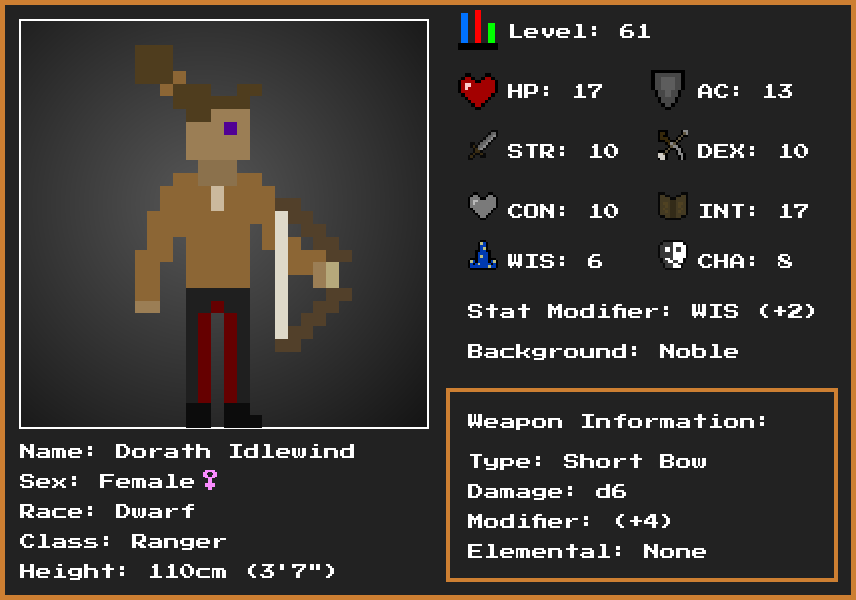 Level: 61
HP: 17
AC: 13
STR: 10
DEX: 10
CON: 10
INT: 17
WIS: 6
CHA: 8
Stat Modifier: WIS (+2)
Background: Noble
Weapon Information:
Type: Short Bow
Damage: d6
Modifier: (+4)
Elemental: None
Name: Dorath Idlewind
Sex: Female♀
Race: Dwarf
Class: Ranger
Height: 110cm (3'7")